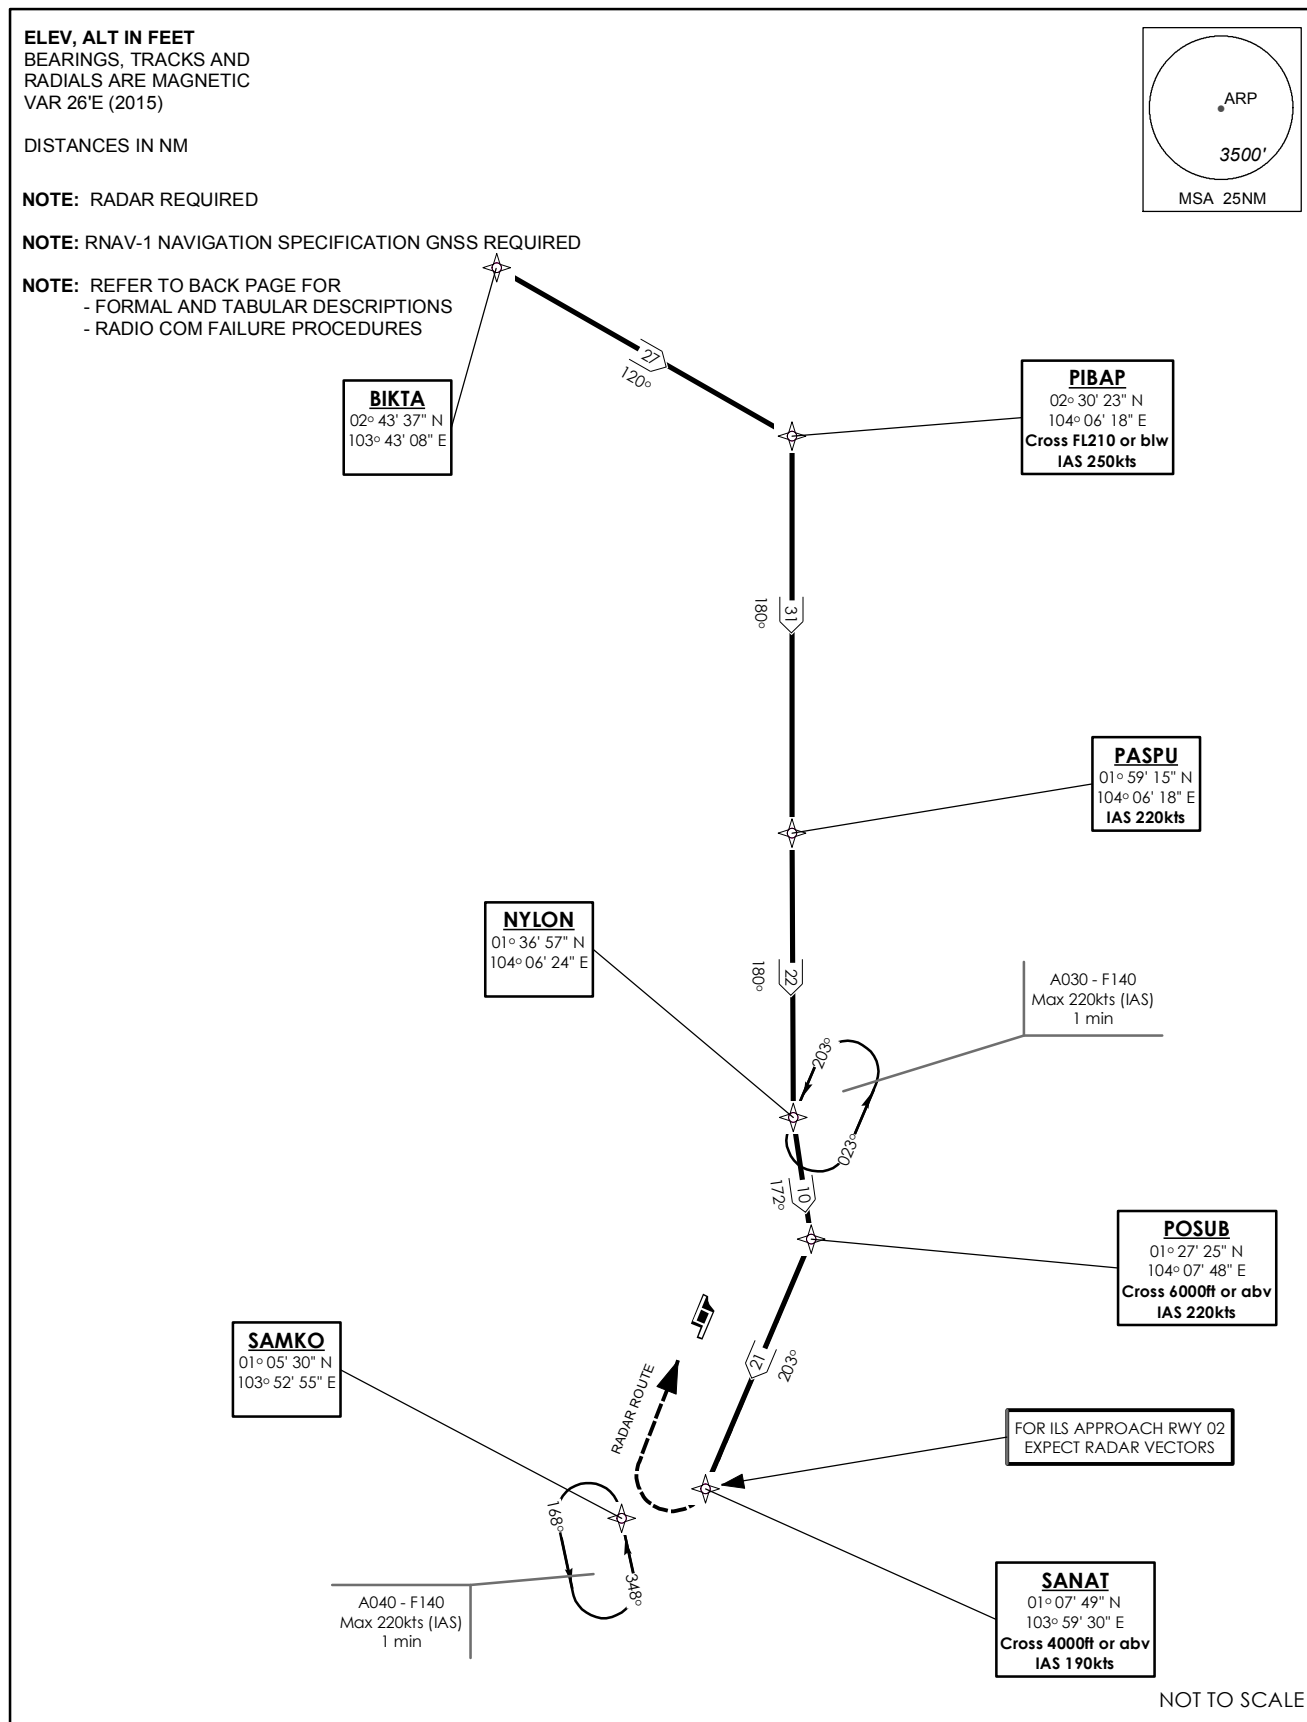 ELEV, ALT IN FEET
BEARINGS, TRACKS AND
RADIALS ARE MAGNETIC
VAR 26'E (2015)
DISTANCES IN NM
NOTE: RADAR REQUIRED
NOTE: RNAV-1 NAVIGATION SPECIFICATION GNSS REQUIRED
NOTE: REFER TO BACK PAGE FOR
- FORMAL AND TABULAR DESCRIPTIONS
- RADIO COM FAILURE PROCEDURES
ARP
3500'
MSA 25NM
BIKTA
02° 43' 37" N
103° 43' 08" E
27
120°
PIBAP
02° 30' 23" N
104° 06' 18" E
Cross FL210 or blw
IAS 250kts
31
180°
PASPU
01° 59' 15" N
104° 06' 18" E
IAS 220kts
NYLON
01° 36' 57" N
104° 06' 24" E
22
180°
A030 - F140
Max 220kts (IAS)
1 min
203°
023°
10
172°
POSUB
01° 27' 25" N
104° 07' 48" E
Cross 6000ft or abv
IAS 220kts
SAMKO
01° 05' 30" N
103° 52' 55" E
21
203°
RADAR ROUTE
FOR ILS APPROACH RWY 02
EXPECT RADAR VECTORS
168°
348°
A040 - F140
Max 220kts (IAS)
1 min
SANAT
01° 07' 49" N
103° 59' 30" E
Cross 4000ft or abv
IAS 190kts
NOT TO SCALE